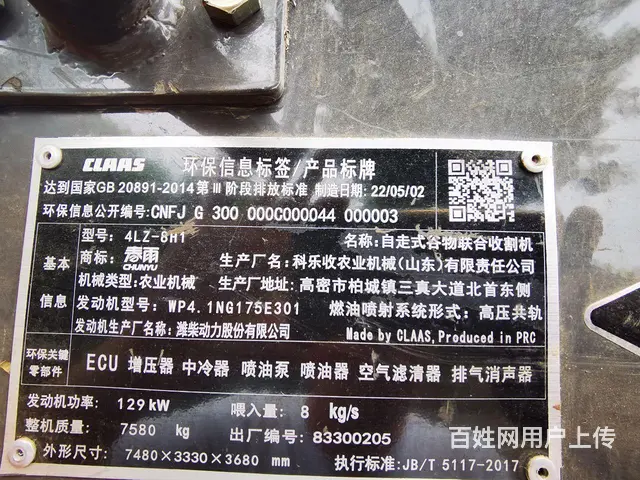 CLAAS 环保信息标签/产品标牌
达到国家GB 20891-2014第Ⅲ阶段排放标准 制造日期: 22/05/02
环保信息公开编号:CNFJ G 300 000C000044 000003
基本信息
型号: 4LZ-8H1 名称:自走式谷物联合收割机
商标: 春雨 CHUNYU 生产厂名:科乐收农业机械(山东)有限责任公司
机械类型:农业机械 生产厂地址:高密市柏城镇三真大道北首东侧
发动机型号: WP4.1NG175E301 燃油喷射系统形式:高压共轨
发动机生产厂名:潍柴动力股份有限公司 Made by CLAAS,Produced in PRC
环保关键零部件 ECU 增压器 中冷器 喷油泵 喷油器 空气滤清器 排气消声器
发动机功率: 129kW 喂入量: 8 kg/s
整机质量: 7580 kg 出厂编号: 83300205
外形尺寸: 7480×3330×3680 mm 执行标准:JB/T 5117-2017
百姓网用户上传